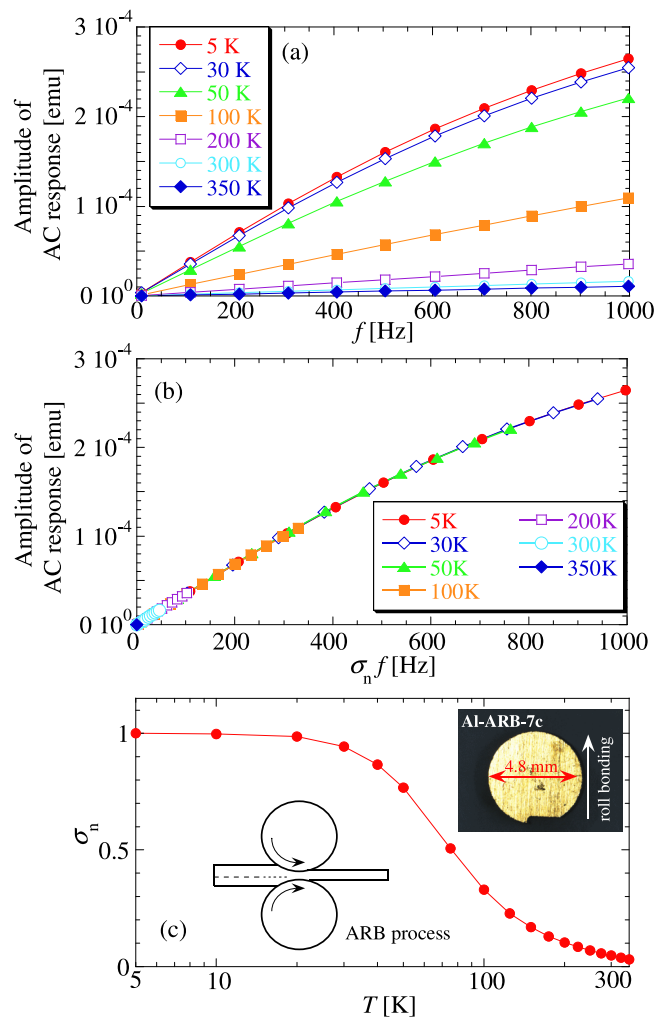 3 10⁻⁴
2 10⁻⁴
1 10⁻⁴
0 10⁰
Amplitude of
AC response [emu]
5 K
30 K
50 K
100 K
200 K
300 K
350 K
(a)
0 200 400 600 800 1000
f [Hz]
3 10⁻⁴
2 10⁻⁴
1 10⁻⁴
0 10⁰
Amplitude of
AC response [emu]
(b)
5K
30K
50K
100K
200K
300K
350K
0 200 400 600 800 1000
σₙ f [Hz]
1
0.5
0
σₙ
Al-ARB-7c
4.8 mm
roll bonding
ARB process
(c)
5 10 100 300
T [K]